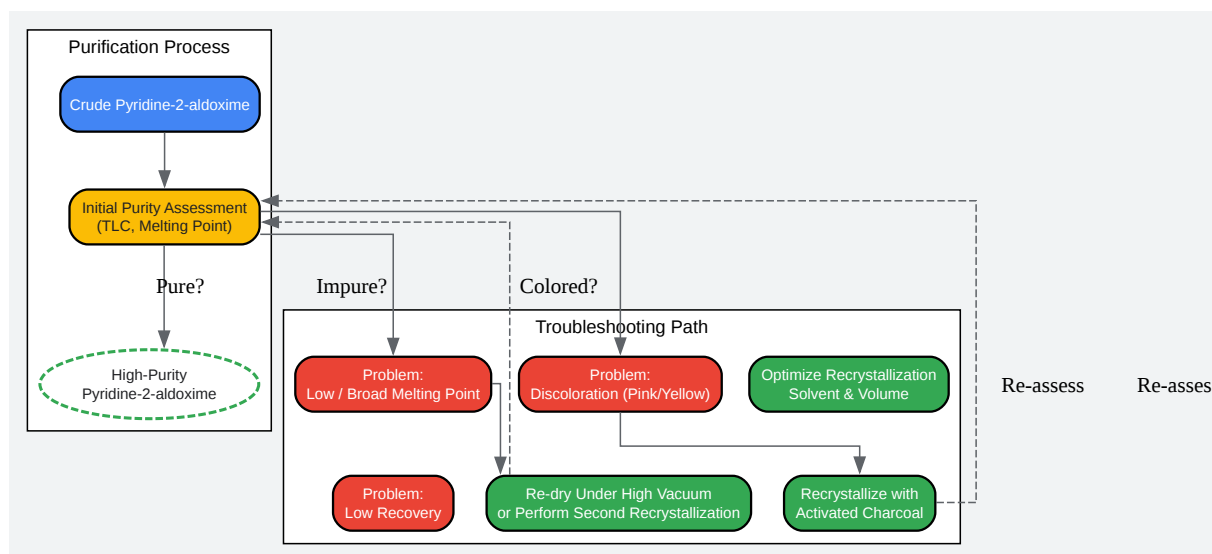 Purification Process
Crude Pyridine-2-aldoxime
Initial Purity Assessment
(TLC, Melting Point)
Pure?
Impure?
Colored?
High-Purity
Pyridine-2-aldoxime
Troubleshooting Path
Problem:
Low / Broad Melting Point
Problem:
Discoloration (Pink/Yellow)
Optimize Recrystallization
Solvent & Volume
Re-assess
Re-asses
Problem:
Low Recovery
Re-dry Under High Vacuum
or Perform Second Recrystallization
Recrystallize with
Activated Charcoal